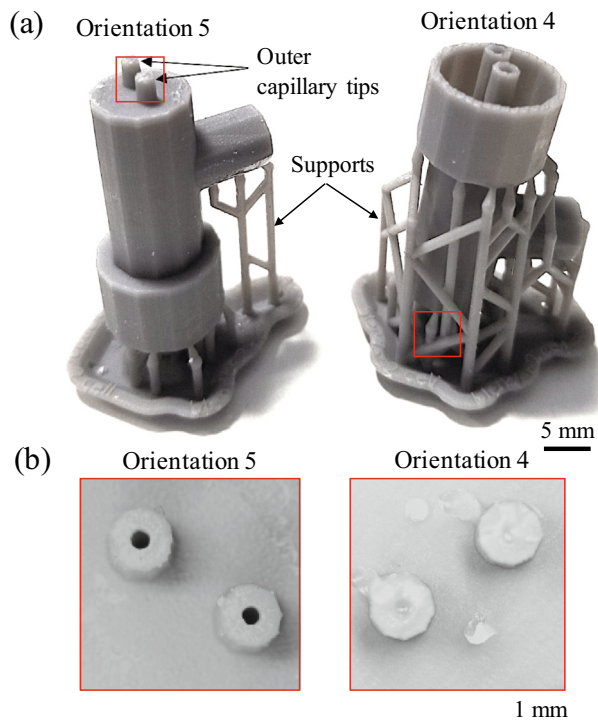 (a)
Orientation 5
Orientation 4
Outer
capillary tips
Supports
5 mm
(b)
Orientation 5
Orientation 4
1 mm